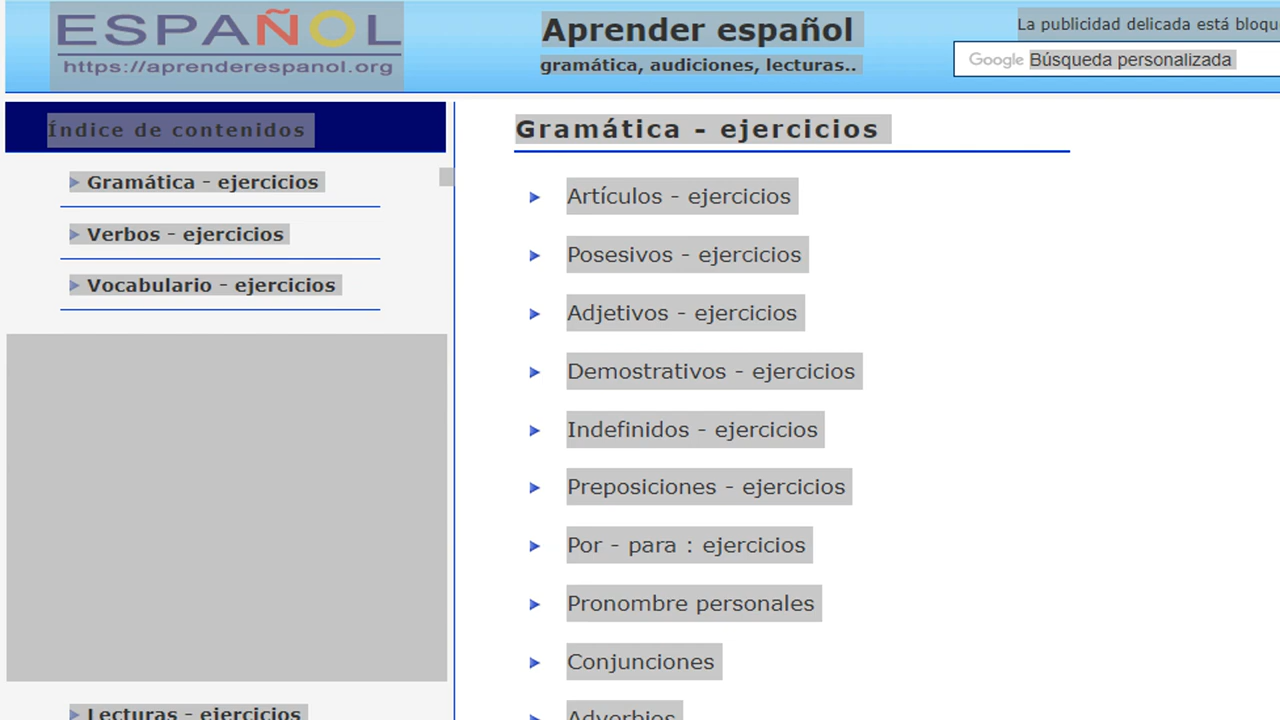 ESPAÑOL
https://aprenderespanol.org
Aprender español
gramática, audiciones, lecturas..
La publicidad delicada está
Google Búsqueda personalizada
Índice de contenidos
Gramática - ejercicios
Verbos - ejercicios
Vocabulario - ejercicios
Lecturas - ejercicios
Gramática - ejercicios
Artículos - ejercicios
Posesivos - ejercicios
Adjetivos - ejercicios
Demostrativos - ejercicios
Indefinidos - ejercicios
Preposiciones - ejercicios
Por - para : ejercicios
Pronombre personales
Conjunciones
Adverbios